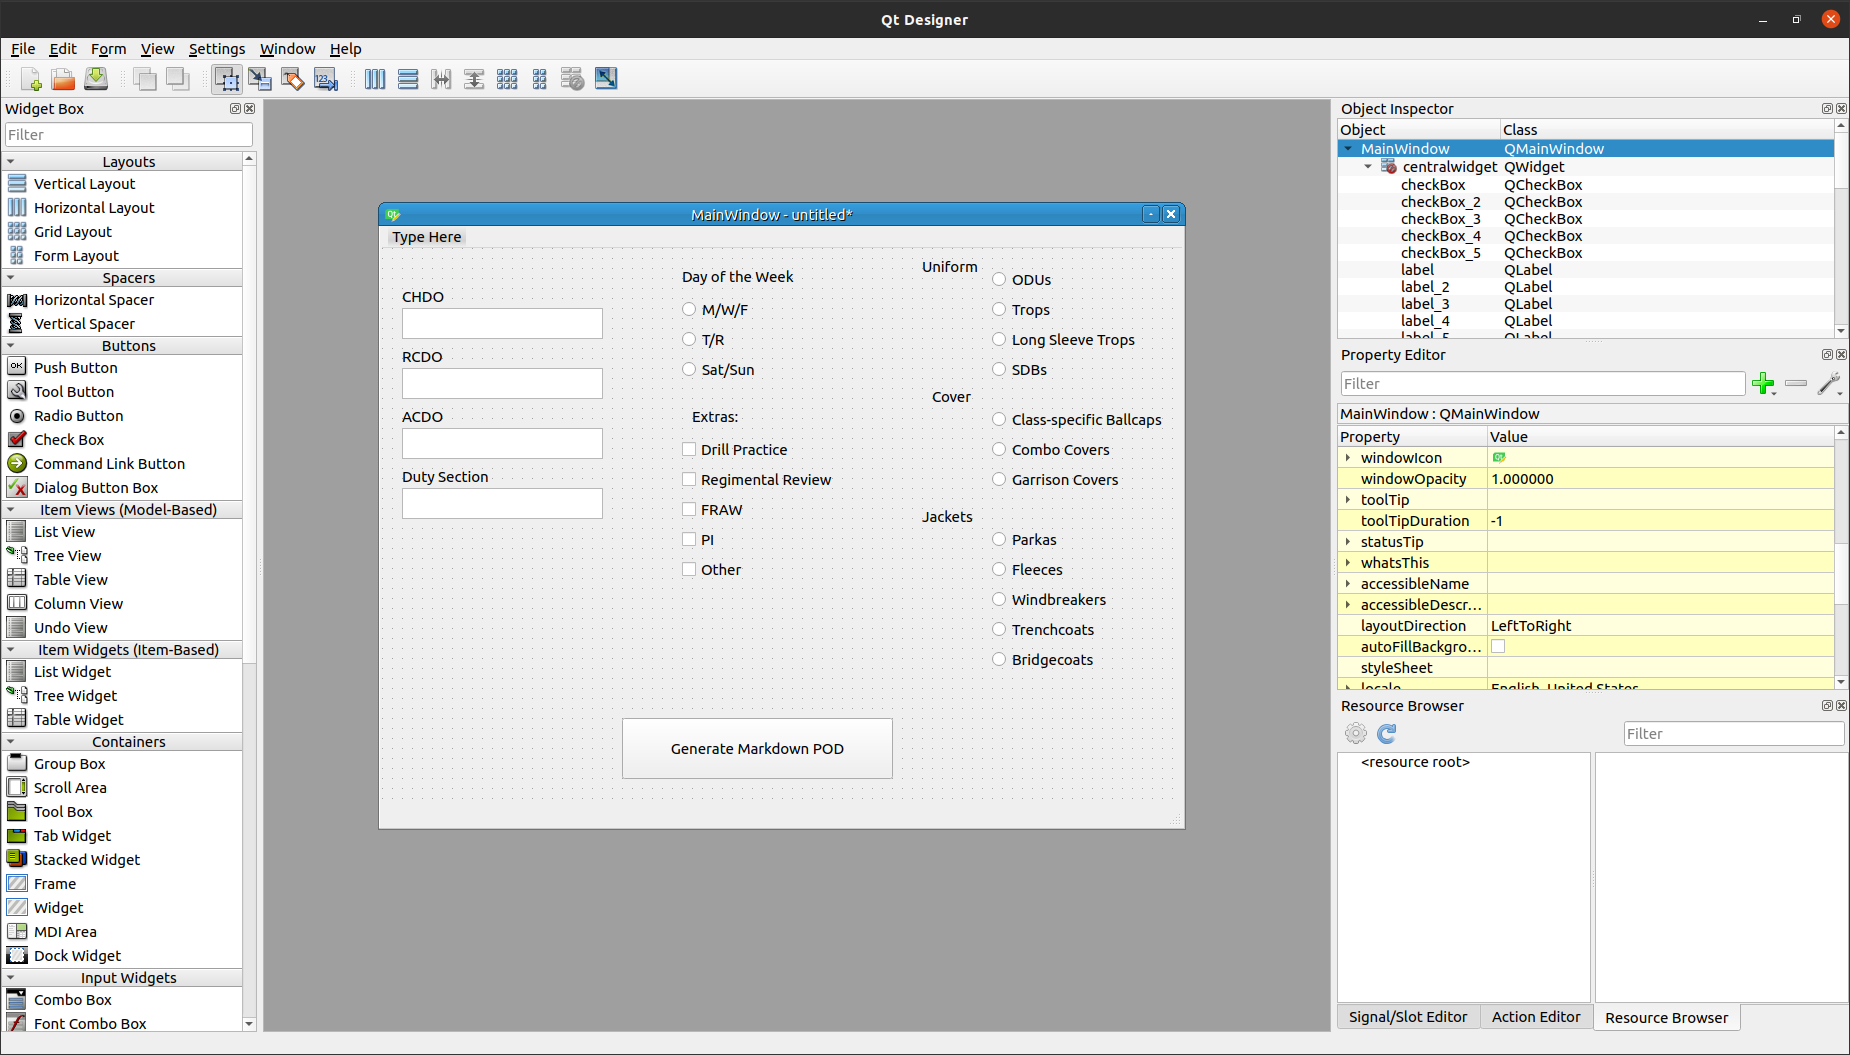 Qt Designer
File Edit Form View Settings Window Help
Widget Box
Filter
Layouts
Vertical Layout
Horizontal Layout
Grid Layout
Form Layout
Spacers
Horizontal Spacer
Vertical Spacer
Buttons
OK Push Button
Tool Button
Radio Button
Check Box
Command Link Button
Dialog Button Box
Item Views (Model-Based)
List View
Tree View
Table View
Column View
Undo View
Item Widgets (Item-Based)
List Widget
Tree Widget
Table Widget
Containers
Group Box
Scroll Area
Tool Box
Tab Widget
Stacked Widget
Frame
Widget
MDI Area
Dock Widget
Input Widgets
Combo Box
Font Combo Box
MainWindow - untitled*
Type Here
CHDO
RCDO
ACDO
Duty Section
Day of the Week
M/W/F
T/R
Sat/Sun
Extras:
Drill Practice
Regimental Review
FRAW
PI
Other
Uniform
ODUs
Trops
Long Sleeve Trops
SDBs
Cover
Class-specific Ballcaps
Combo Covers
Garrison Covers
Jackets
Parkas
Fleeces
Windbreakers
Trenchcoats
Bridgecoats
Generate Markdown POD
Object Inspector
Object Class
MainWindow QMainWindow
centralwidget QWidget
checkBox QCheckBox
checkBox_2 QCheckBox
checkBox_3 QCheckBox
checkBox_4 QCheckBox
checkBox_5 QCheckBox
label QLabel
label_2 QLabel
label_3 QLabel
label_4 QLabel
label_5 QLabel
Property Editor
Filter
MainWindow : QMainWindow
Property Value
windowIcon
windowOpacity 1.000000
toolTip
toolTipDuration -1
statusTip
whatsThis
accessibleName
accessibleDescr...
layoutDirection LeftToRight
autoFillBackgro...
styleSheet
locale English, United States
Resource Browser
Filter
<resource root>
Signal/Slot Editor Action Editor Resource Browser